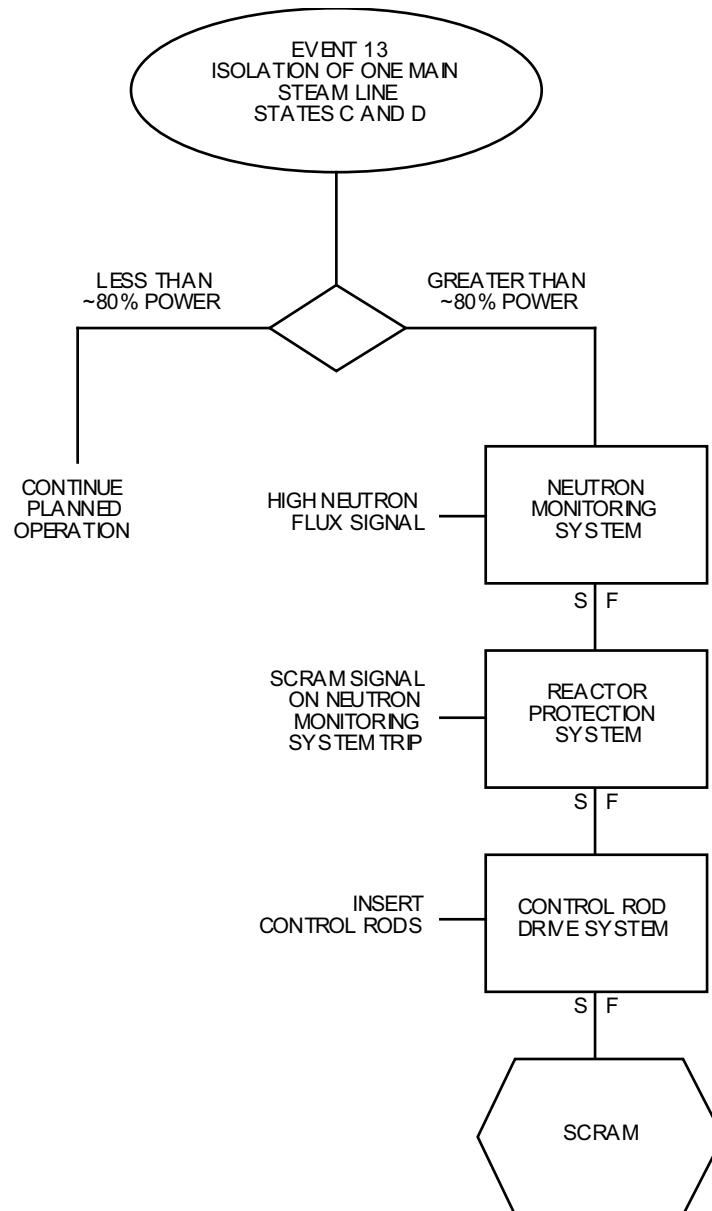 EVENT 13
ISOLATION OF ONE MAIN
STEAM LINE
STATES C AND D
LESS THAN
~80% POWER
GREATER THAN
~80% POWER
CONTINUE
PLANNED
OPERATION
HIGH NEUTRON
FLUX SIGNAL
NEUTRON
MONITORING
SYSTEM
S F
SCRAM SIGNAL
ON NEUTRON
MONITORING
SYSTEM TRIP
REACTOR
PROTECTION
SYSTEM
S F
INSERT
CONTROL RODS
CONTROL ROD
DRIVE SYSTEM
S F
SCRAM